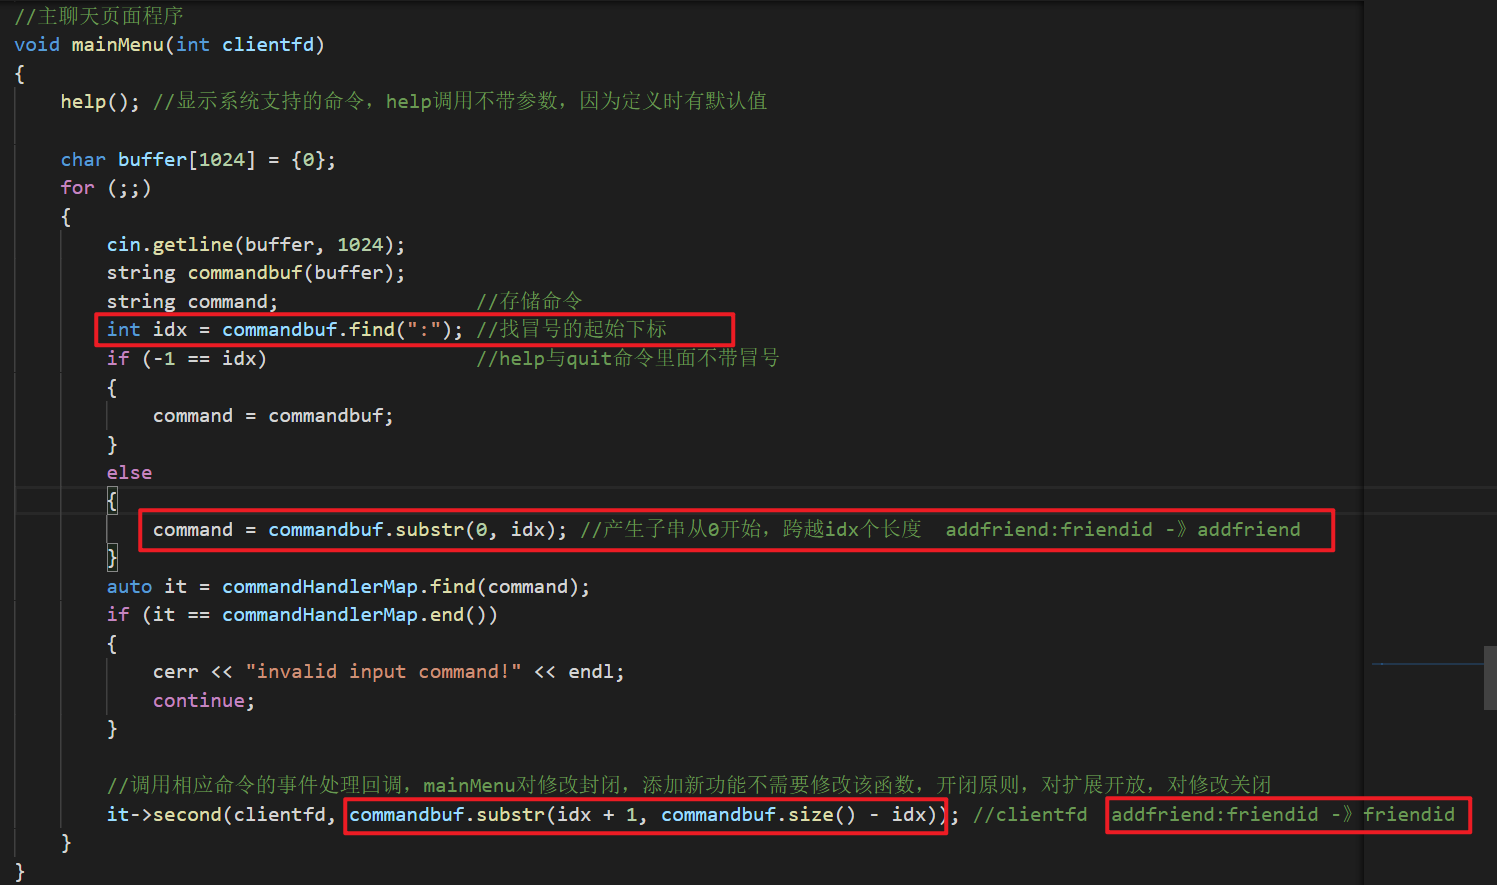 //主聊天页面程序
void mainMenu(int clientfd)
{
    help(); //显示系统支持的命令，help调用不带参数，因为定义时有默认值
    char buffer[1024] = {0};
    for (;;)
    {
        cin.getline(buffer, 1024);
        string commandbuf(buffer);
        string command;                 //存储命令
        int idx = commandbuf.find(":"); //找冒号的起始下标
        if (-1 == idx)                  //help与quit命令里面不带冒号
        {
            command = commandbuf;
        }
        else
        {
            command = commandbuf.substr(0, idx); //产生子串从0开始，跨越idx个长度  addfriend:friendid -》addfriend
        }
        auto it = commandHandlerMap.find(command);
        if (it == commandHandlerMap.end())
        {
            cerr << "invalid input command!" << endl;
            continue;
        }
        //调用相应命令的事件处理回调，mainMenu对修改封闭，添加新功能不需要修改该函数，开闭原则，对扩展开放，对修改关闭
        it->second(clientfd, commandbuf.substr(idx + 1, commandbuf.size() - idx)); //clientfd  addfriend:friendid -》friendid
    }
}